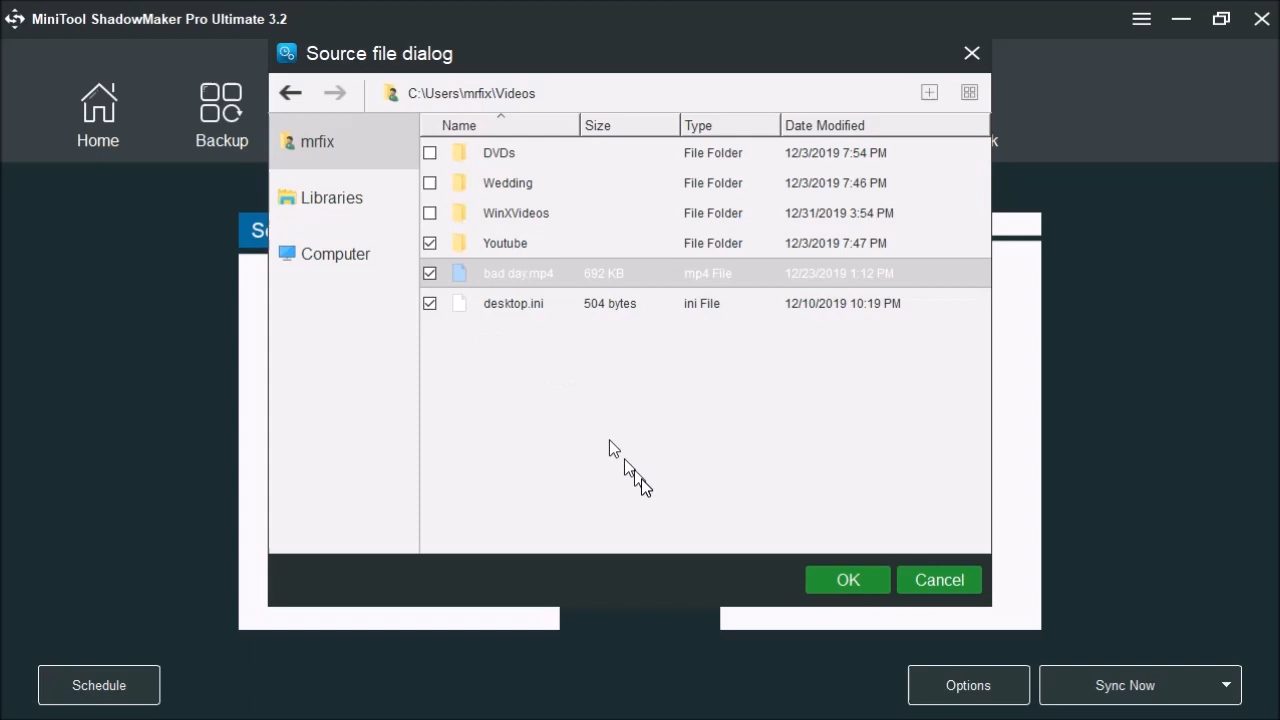 MiniTool ShadowMaker Pro Ultimate 3.2
Source file dialog
Home
Backup
C:\Users\mrfix\Videos
mrfix
Libraries
Computer
Name Size Type Date Modified
DVDs File Folder 12/3/2019 7:54 PM
Wedding File Folder 12/3/2019 7:46 PM
WinXVideos File Folder 12/31/2019 3:54 PM
Youtube File Folder 12/3/2019 7:47 PM
bad day.mp4 692 KB mp4 File 12/23/2019 1:12 PM
desktop.ini 504 bytes ini File 12/10/2019 10:19 PM
OK Cancel
Schedule Options Sync Now